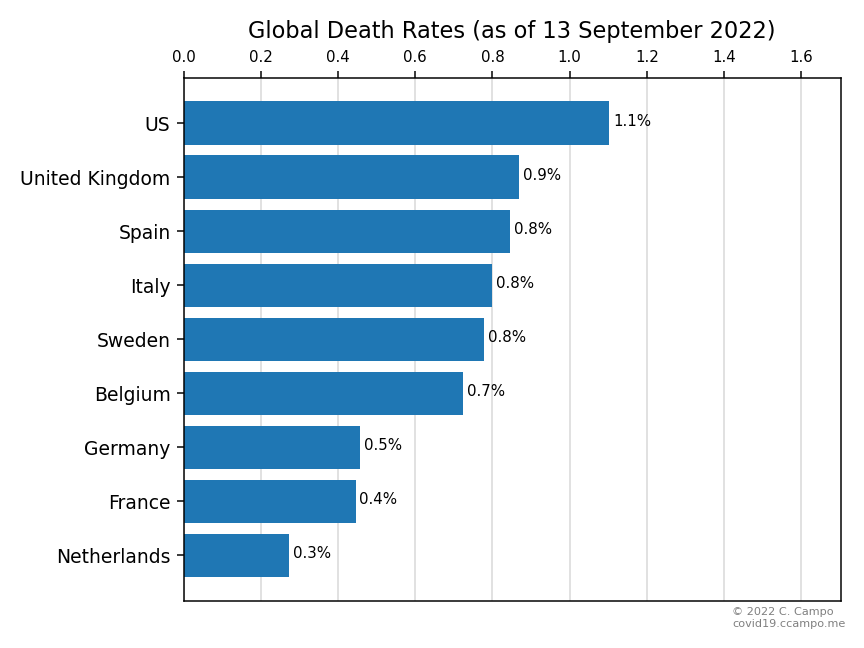 Global Death Rates (as of 13 September 2022)
0.0 0.2 0.4 0.6 0.8 1.0 1.2 1.4 1.6
US 1.1%
United Kingdom 0.9%
Spain 0.8%
Italy 0.8%
Sweden 0.8%
Belgium 0.7%
Germany 0.5%
France 0.4%
Netherlands 0.3%
© 2022 C. Campo
covid19.ccampo.me